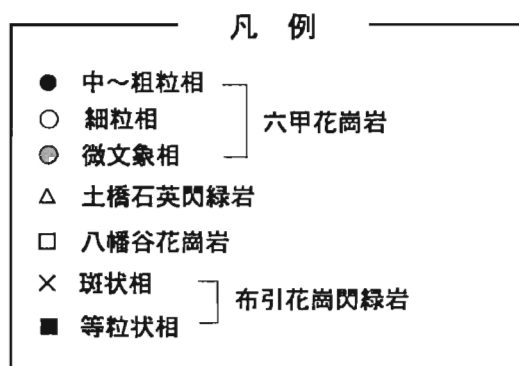 凡 例
中〜粗粒相
細粒相
六甲花崗岩
微文象相
土橋石英閃緑岩
八幡谷花崗岩
斑状相
布引花崗閃緑岩
等粒状相